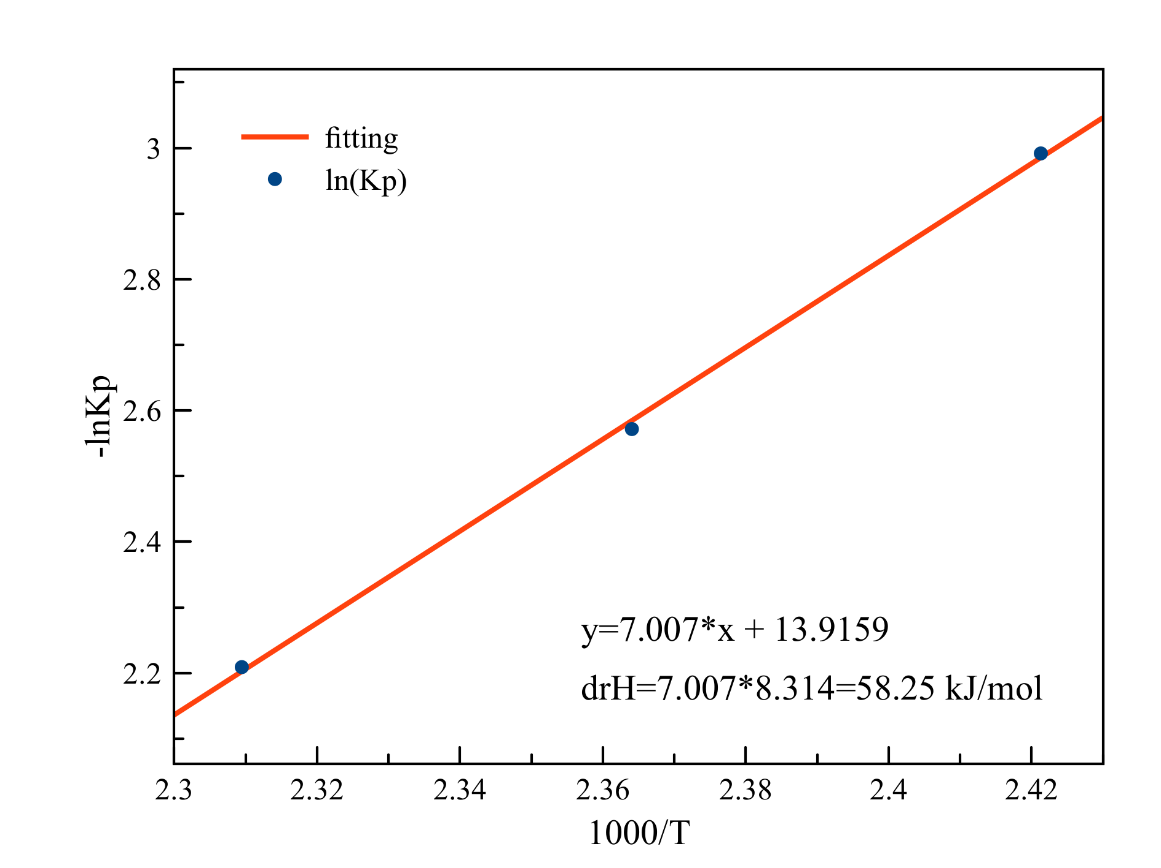 fitting
ln(Kp)
3
2.8
2.6
2.4
2.2
-lnKp
y=7.007*x + 13.9159
drH=7.007*8.314=58.25 kJ/mol
2.3 2.32 2.34 2.36 2.38 2.4 2.42
1000/T